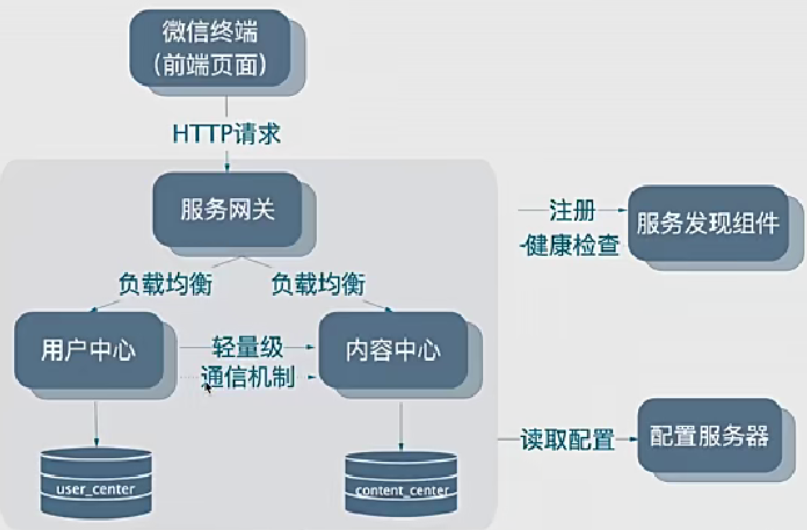 微信终端
(前端页面)
HTTP请求
服务网关
注册
健康检查
服务发现组件
负载均衡
负载均衡
用户中心
轻量级
通信机制
内容中心
读取配置
配置服务器
user_center
content_center